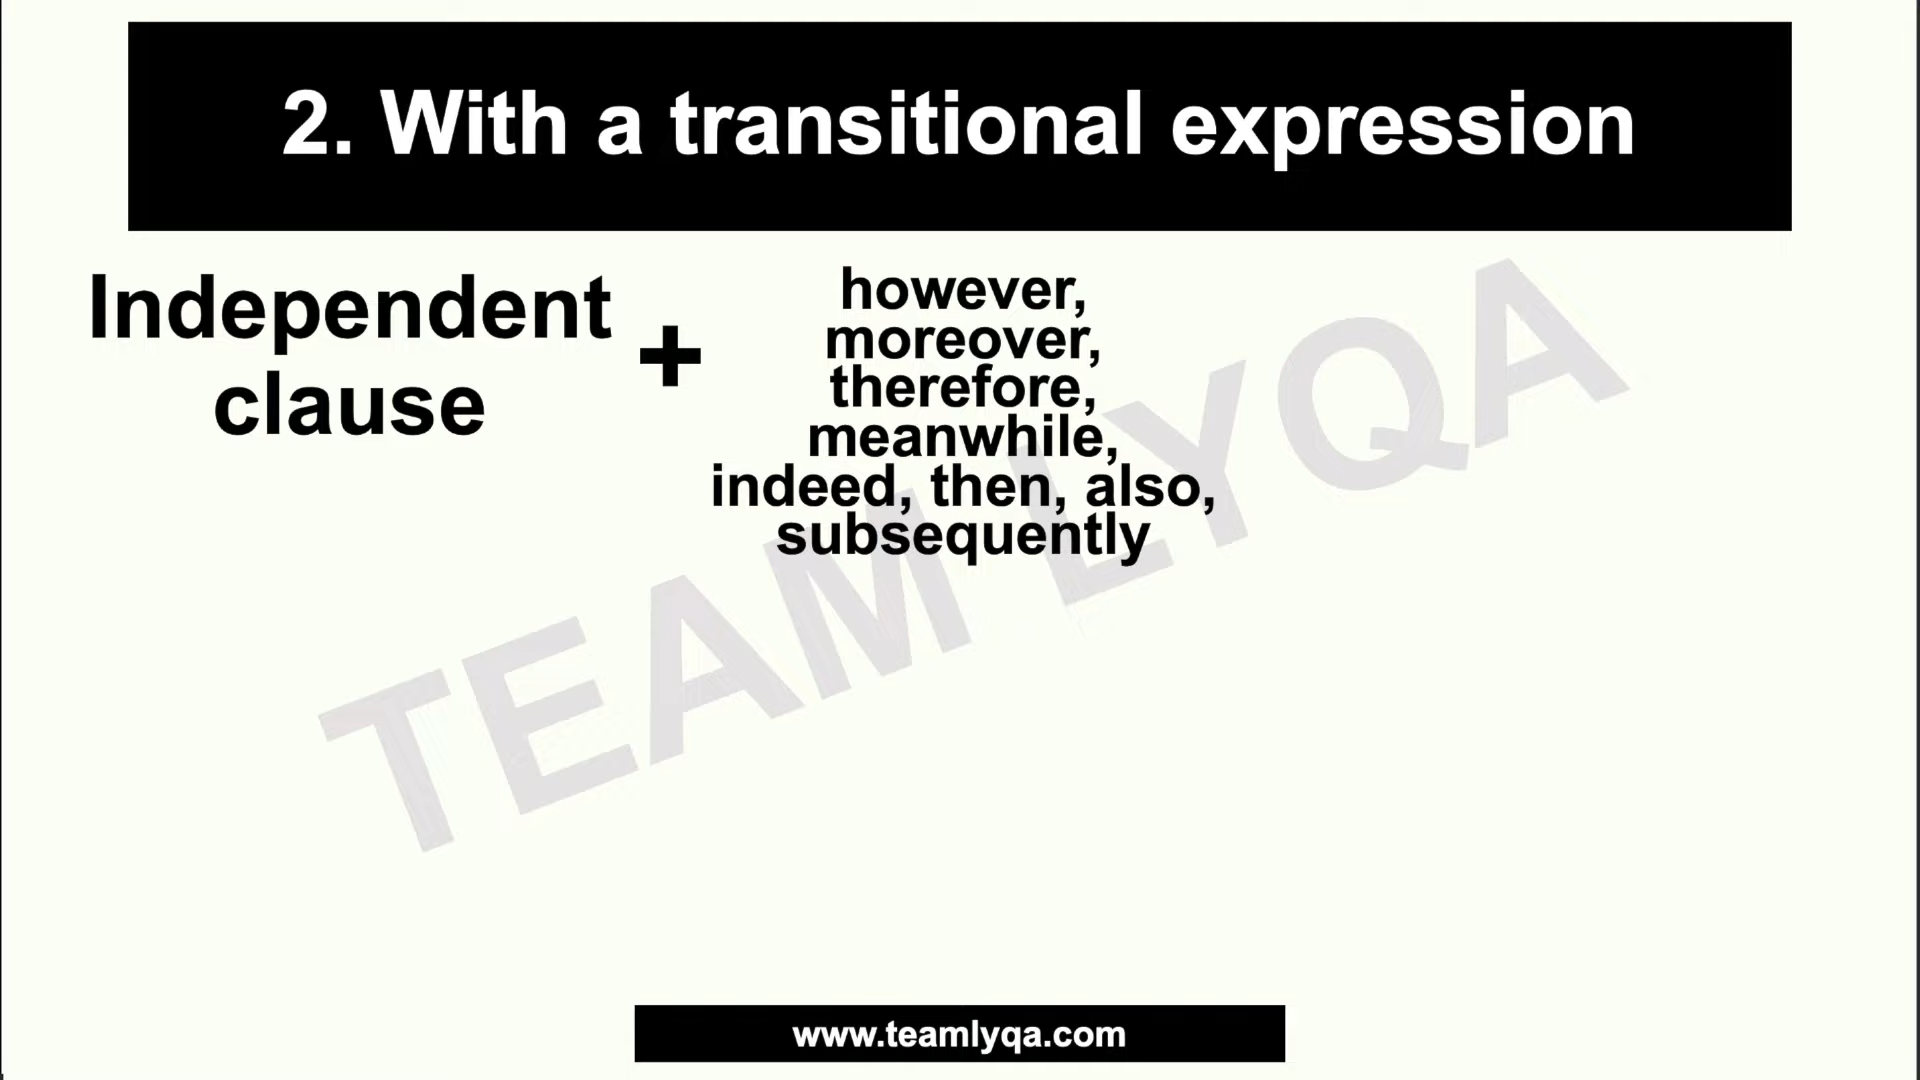 2. With a transitional expression
Independent
clause
+
however,
moreover,
therefore,
meanwhile,
indeed, then, also,
subsequently
TEAM LYQA
www.teamlyqa.com